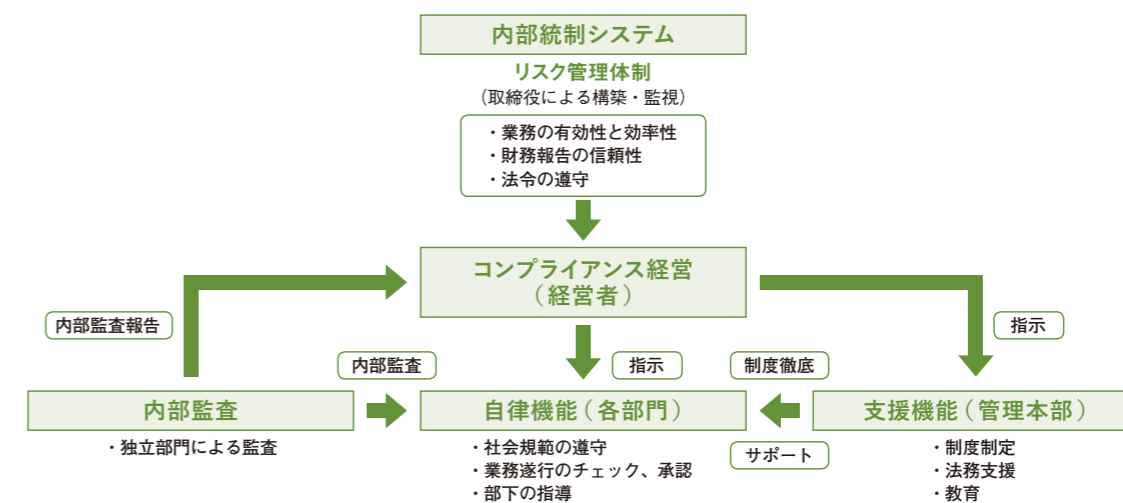 内部統制システム
リスク管理体制
（取締役による構築・監視）
・業務の有効性と効率性
・財務報告の信頼性
・法令の遵守
コンプライアンス経営
（経営者）
内部監査報告
指示
内部監査
指示
制度徹底
内部監査
自律機能（各部門）
支援機能（管理本部）
・独立部門による監査
・社会規範の遵守
・業務遂行のチェック、承認
・部下の指導
サポート
・制度制定
・法務支援
・教育